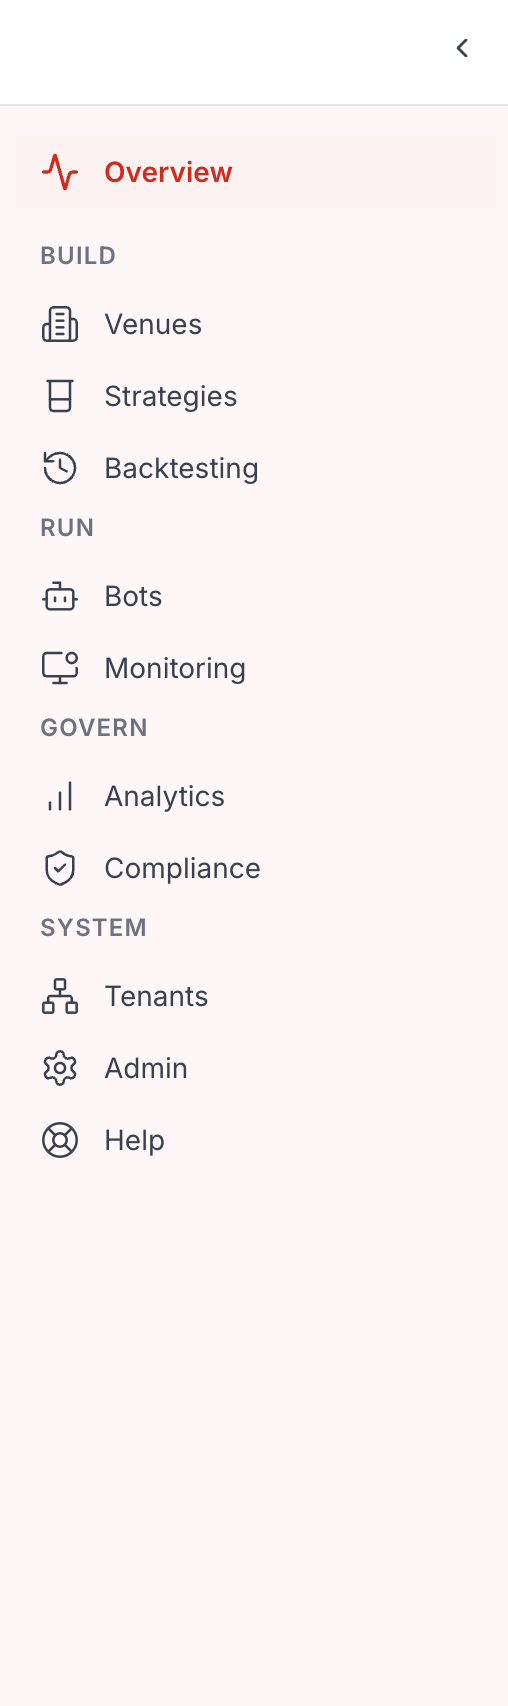 Overview
BUILD
Venues
Strategies
Backtesting
RUN
Bots
Monitoring
GOVERN
Analytics
Compliance
SYSTEM
Tenants
Admin
Help